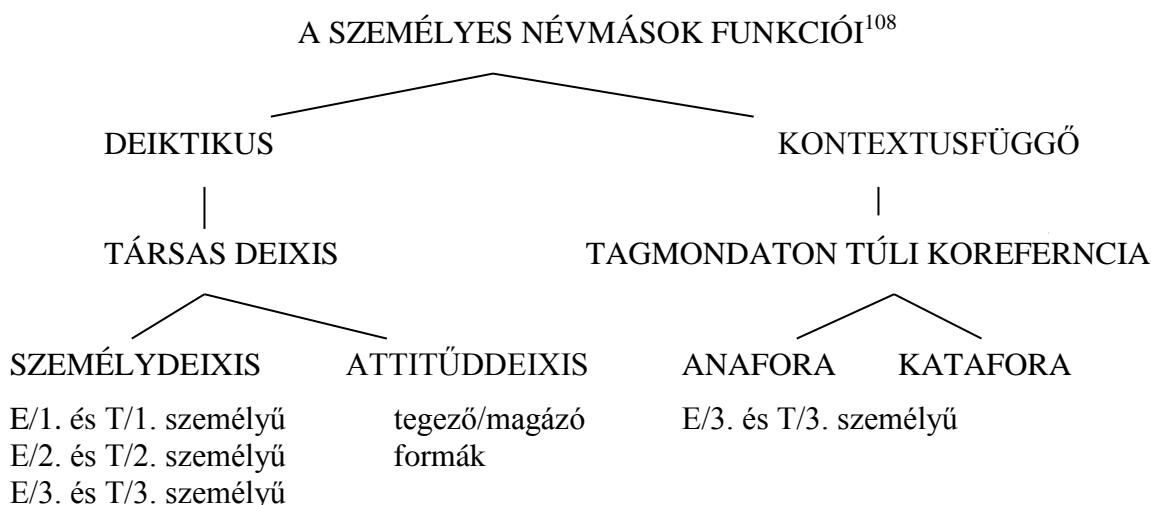 A SZEMÉLYES NÉVMÁSOK FUNKCIÓI108
DEIKTIKUS KONTEXTUSFÜGGŐ
TÁRSAS DEIXIS TAGMONDATON TÚLI KOREFERNCIA
SZEMÉLYDEIXIS ATTITŰDDEIXIS ANAFORA KATAFORA
E/1. és T/1. személyű tegező/magázó E/3. és T/3. személyű
E/2. és T/2. személyű formák
E/3. és T/3. személyű